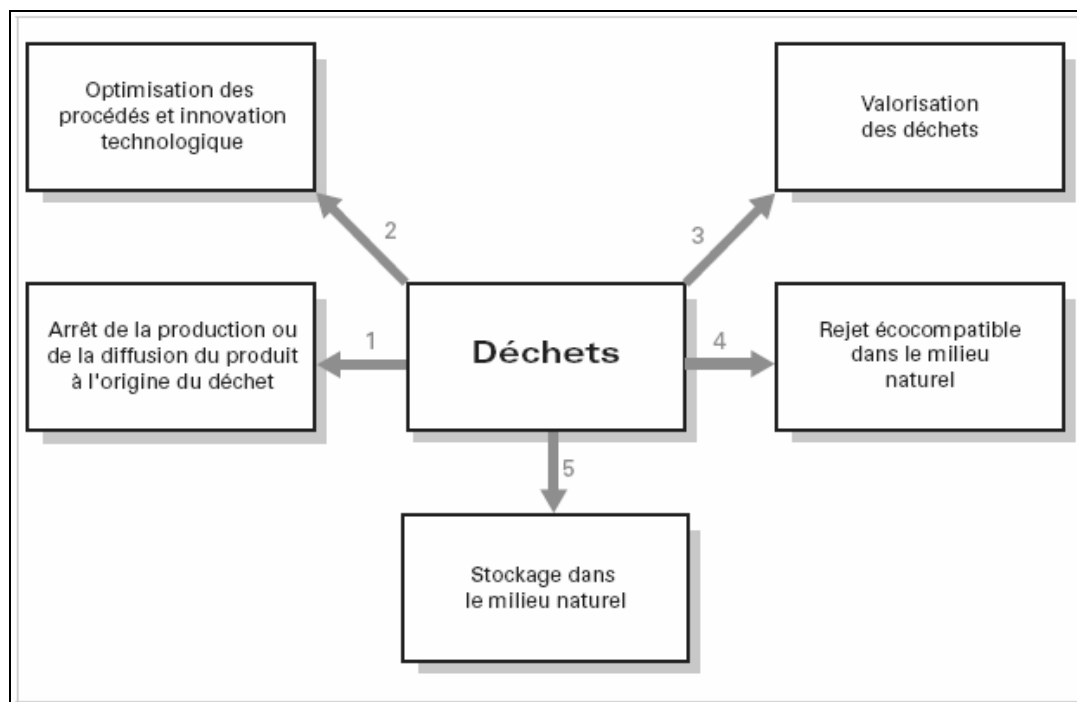 Optimisation des
procédés et innovation
technologique
Valorisation
des déchets
2
3
Arrêt de la production ou
de la diffusion du produit
à l'origine du déchet
1
Déchets
4
Rejet écocompatible
dans le milieu
naturel
5
Stockage dans
le milieu naturel